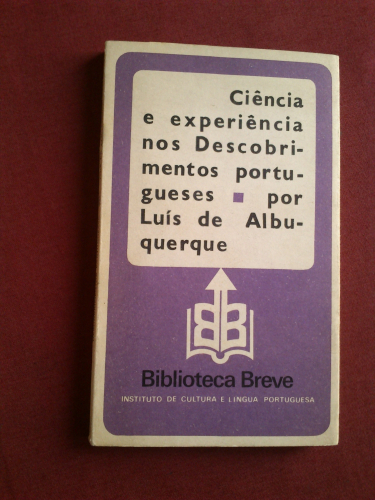 Ciência
e experiência
nos Descobri-
mentos portu-
gueses ▪ por
Luís de Albu-
querque
BB
Biblioteca Breve
INSTITUTO DE CULTURA E LÍNGUA PORTUGUESA